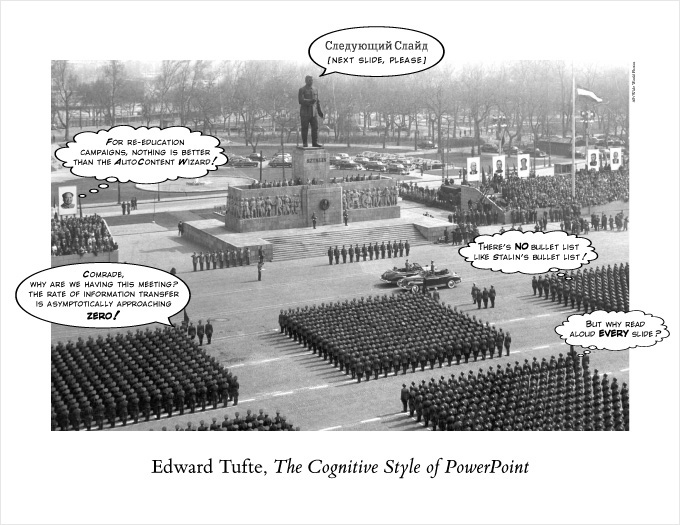 Следующий Слайд
[NEXT SLIDE, PLEASE]
FOR RE-EDUCATION
CAMPAIGNS, NOTHING IS BETTER
THAN THE AUTOCONTENT WIZARD!
THERE'S NO BULLET LIST
LIKE STALIN'S BULLET LIST!
COMRADE,
WHY ARE WE HAVING THIS MEETING?
THE RATE OF INFORMATION TRANSFER
IS ASYMPTOTICALLY APPROACHING
ZERO!
BUT WHY READ
ALOUD EVERY SLIDE?
Edward Tufte, The Cognitive Style of PowerPoint